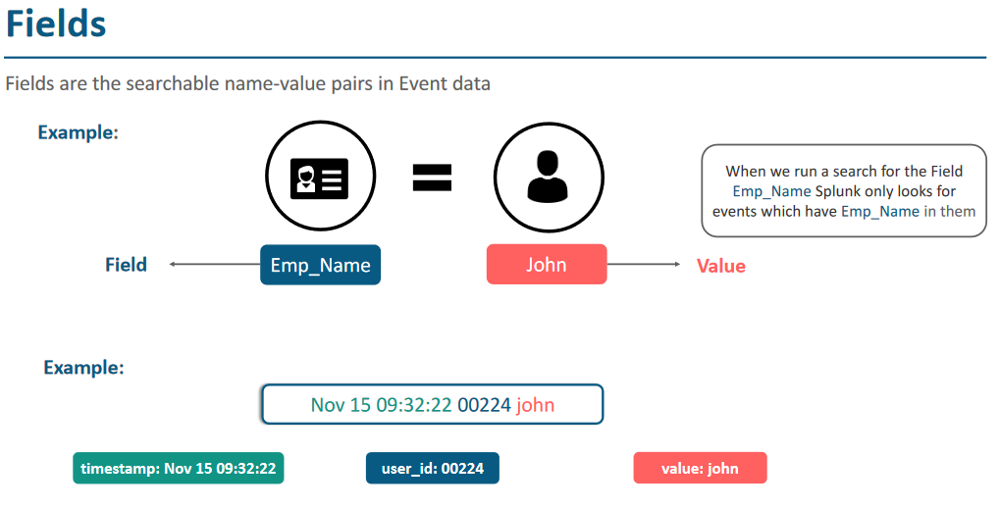 Fields
Fields are the searchable name-value pairs in Event data
Example:
When we run a search for the Field
Emp_Name Splunk only looks for
events which have Emp_Name in them
Field
Emp_Name
John
Value
Example:
Nov 15 09:32:22 00224 john
timestamp: Nov 15 09:32:22
user_id: 00224
value: john